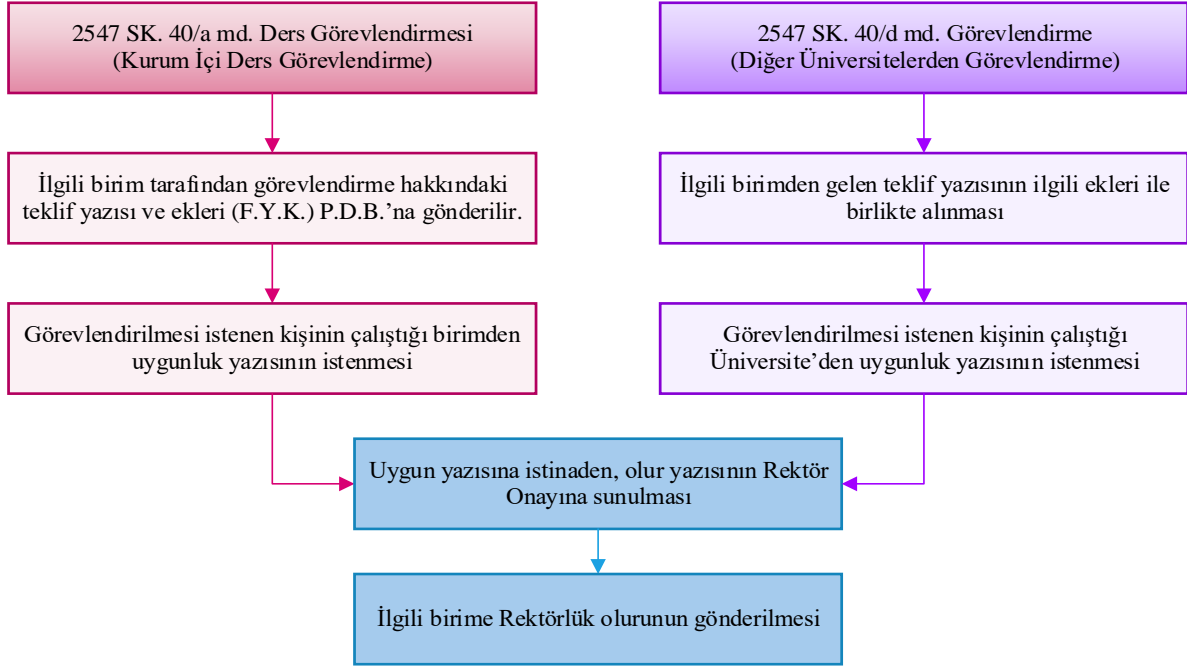 2547 SK. 40/a md. Ders Görevlendirmesi
(Kurum İçi Ders Görevlendirme)
2547 SK. 40/d md. Görevlendirme
(Diğer Üniversitelerden Görevlendirme)
İlgili birim tarafından görevlendirme hakkındaki
teklif yazısı ve ekleri (F.Y.K.) P.D.B.’na gönderilir.
İlgili birimden gelen teklif yazısının ilgili ekleri ile
birlikte alınması
Görevlendirilmesi istenen kişinin çalıştığı birimden
uygunluk yazısının istenmesi
Görevlendirilmesi istenen kişinin çalıştığı
Üniversite’den uygunluk yazısının istenmesi
Uygun yazısına istinaden, olur yazısının Rektör
Onayına sunulması
İlgili birime Rektörlük olurunun gönderilmesi